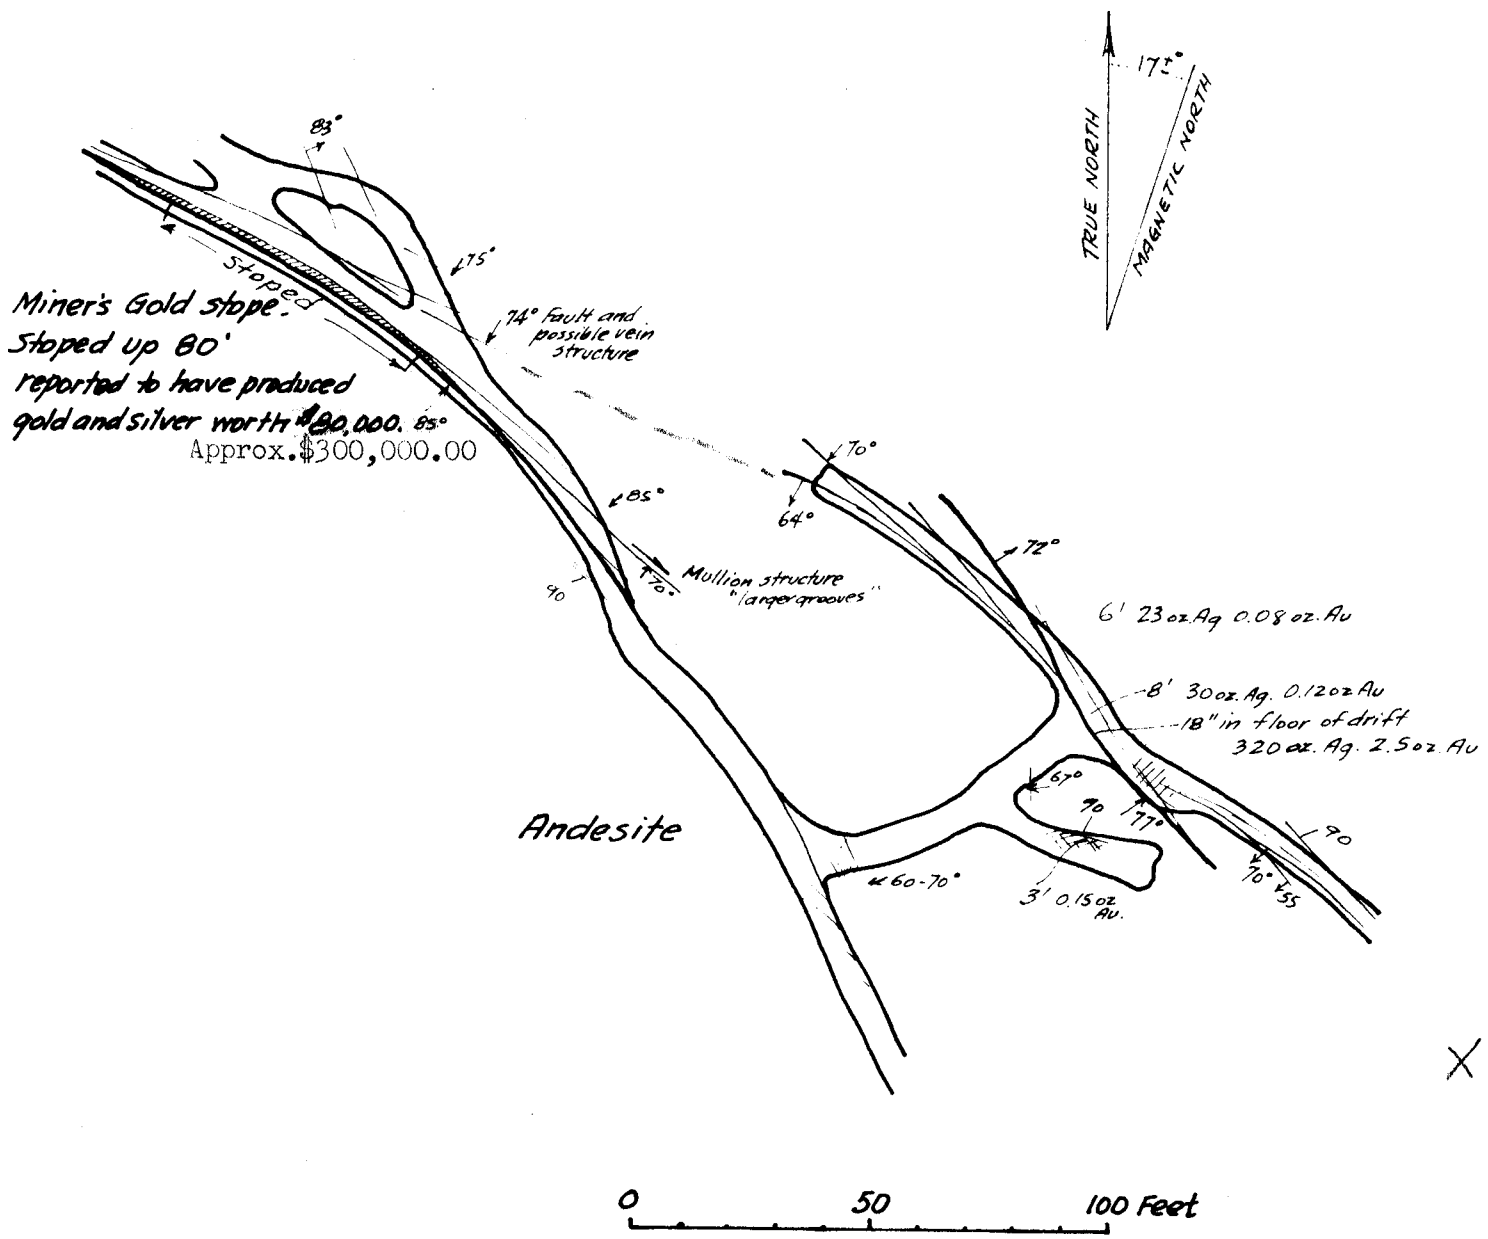 17±°
TRUE NORTH
MAGNETIC NORTH
83°
75°
74° Fault and
possible vein
structure
Stoped
Miner's Gold stope.
Stoped up 80'
reported to have produced
gold and silver worth $80,000.
85°
Approx.$300,000.00
70°
64°
85°
72°
90
70°
Mullion structure
"larger grooves"
6' 23 oz Ag 0.08 oz. Au
8' 30 oz. Ag. 0.12 oz Au
18" in floor of drift
320 oz. Ag. 2.5 oz. Au
67°
90
77°
Andesite
90
70°
55
60-70°
3' 0.15 oz
Au.
X
0 50 100 Feet